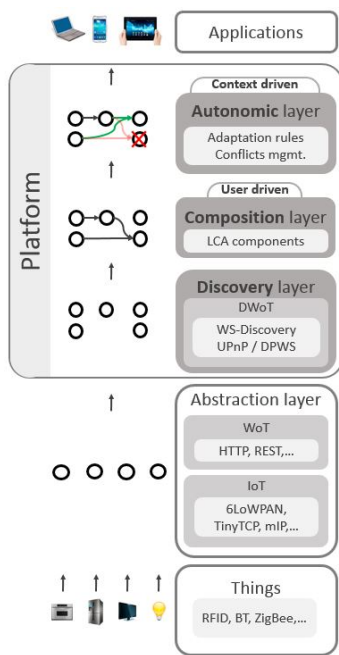 Applications
Platform
Context driven
Autonomic layer
Adaptation rules
Conflicts mgmt.
User driven
Composition layer
LCA components
Discovery layer
DWoT
WS-Discovery
UPnP / DPWS
Abstraction layer
WoT
HTTP, REST,...
IoT
6LoWPAN,
TinyTCP, mIP,...
Things
RFID, BT, ZigBee,...